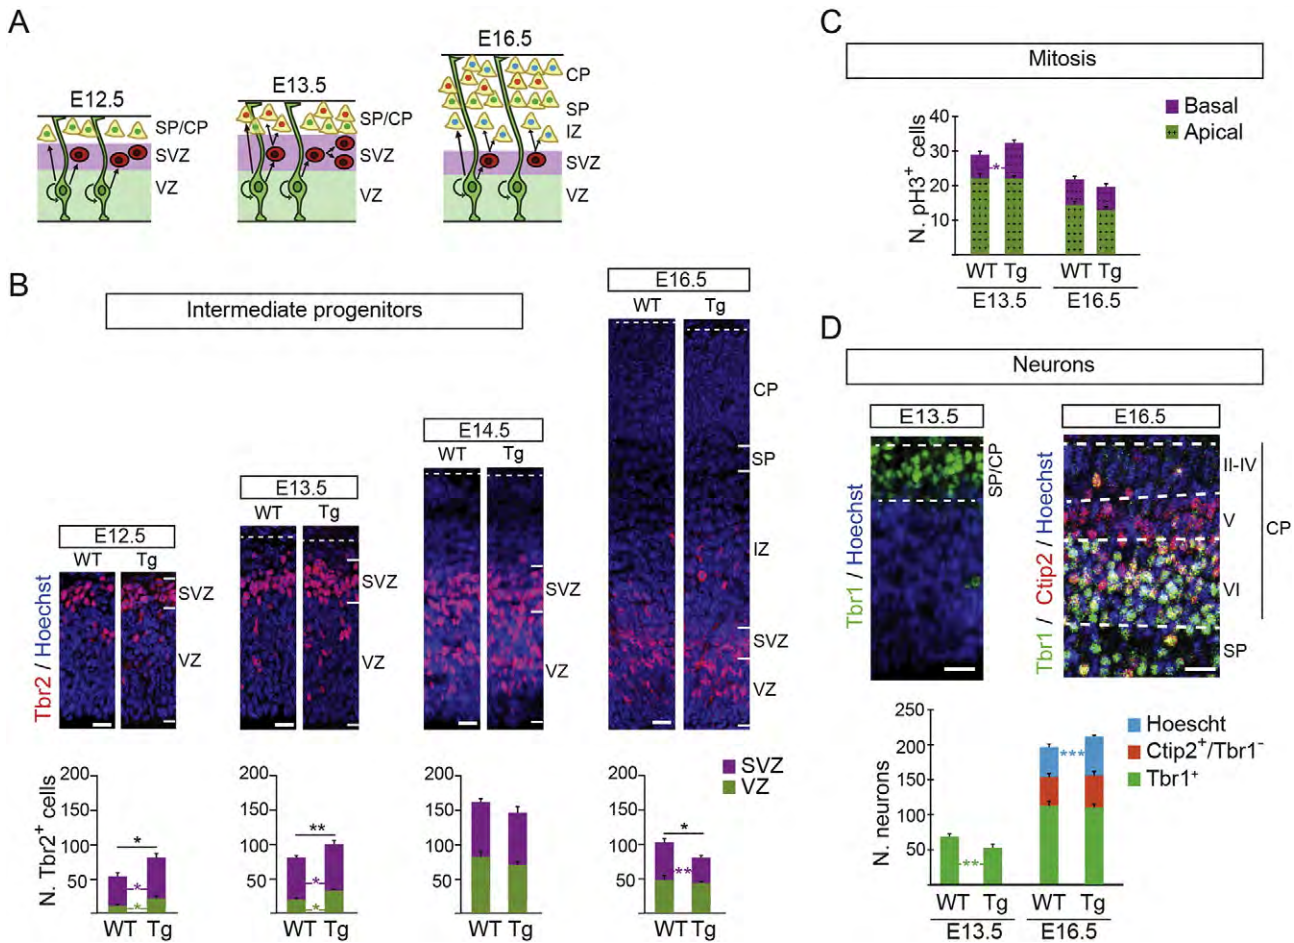 A
E12.5
SP/CP
SVZ
VZ
E13.5
SP/CP
SVZ
VZ
E16.5
CP
SP
IZ
SVZ
VZ
B
Intermediate progenitors
Tbr2 / Hoechst
E12.5
WT Tg
SVZ
VZ
E13.5
WT Tg
SVZ
VZ
E14.5
WT Tg
SVZ
VZ
E16.5
WT Tg
CP
SP
IZ
SVZ
VZ
N. Tbr2⁺ cells
200
150
100
50
*
*
*
WT Tg
200
150
100
50
**
*
*
WT Tg
200
150
100
50
WT Tg
200
150
100
50
*
**
WT Tg
SVZ
VZ
C
Mitosis
Basal
Apical
N. pH3⁺ cells
40
30
20
10
*
WT Tg WT Tg
E13.5 E16.5
D
Neurons
E13.5
Tbr1 / Hoechst
SP/CP
E16.5
Tbr1 / Ctip2 / Hoechst
II-IV
V
VI
SP
CP
N. neurons
250
200
150
100
50
0
**
***
WT Tg WT Tg
E13.5 E16.5
Hoescht
Ctip2⁺/Tbr1⁻
Tbr1⁺